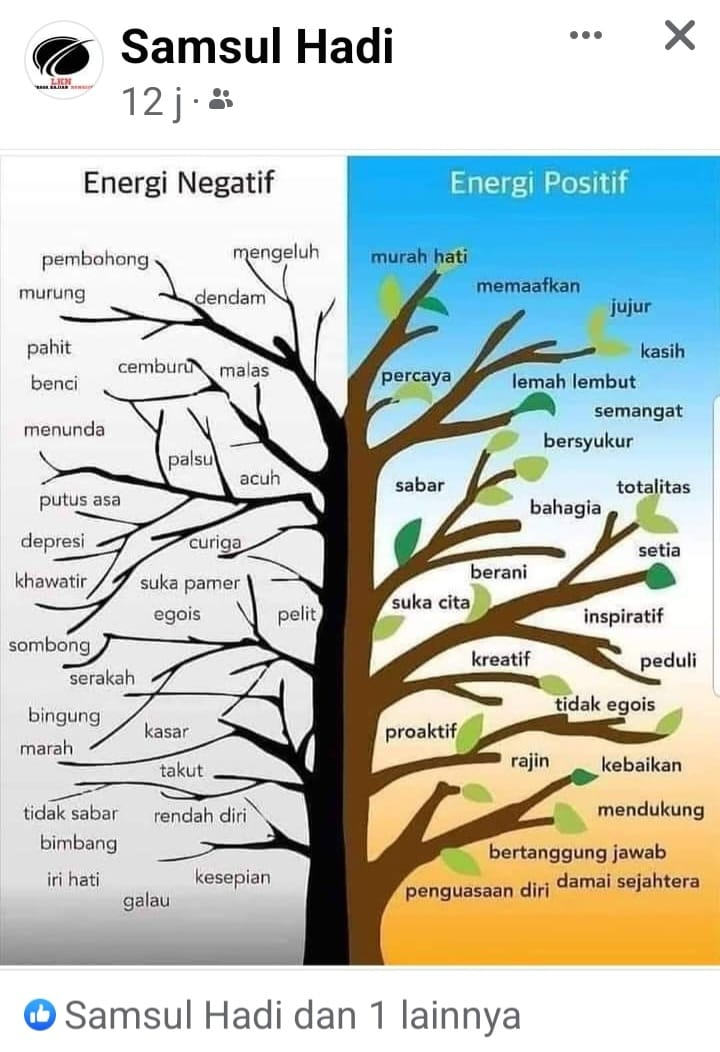 Samsul Hadi
12 j
LKN
Energi Negatif
Energi Positif
pembohong
mengeluh
murung
dendam
pahit
cemburu
malas
benci
menunda
palsu
acuh
putus asa
depresi
curiga
khawatir
suka pamer
egois
pelit
sombong
serakah
bingung
kasar
marah
takut
tidak sabar
rendah diri
bimbang
iri hati
kesepian
galau
murah hati
memaafkan
jujur
kasih
percaya
lemah lembut
semangat
bersyukur
sabar
totalitas
bahagia
setia
berani
suka cita
inspiratif
kreatif
peduli
tidak egois
proaktif
rajin
kebaikan
mendukung
bertanggung jawab
damai sejahtera
penguasaan diri
Samsul Hadi dan 1 lainnya